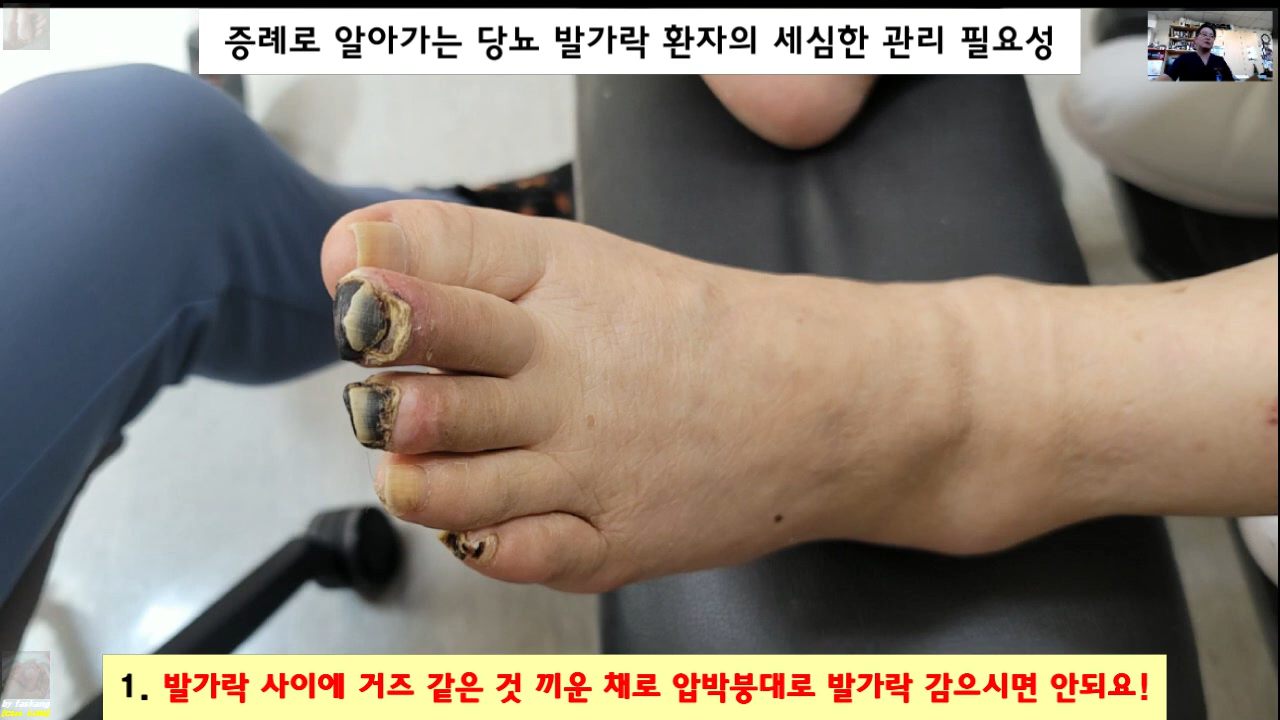 증례로 알아가는 당뇨 발가락 환자의 세심한 관리 필요성
1. 발가락 사이에 거즈 같은 것 끼운 채로 압박붕대로 발가락 감으시면 안되요!